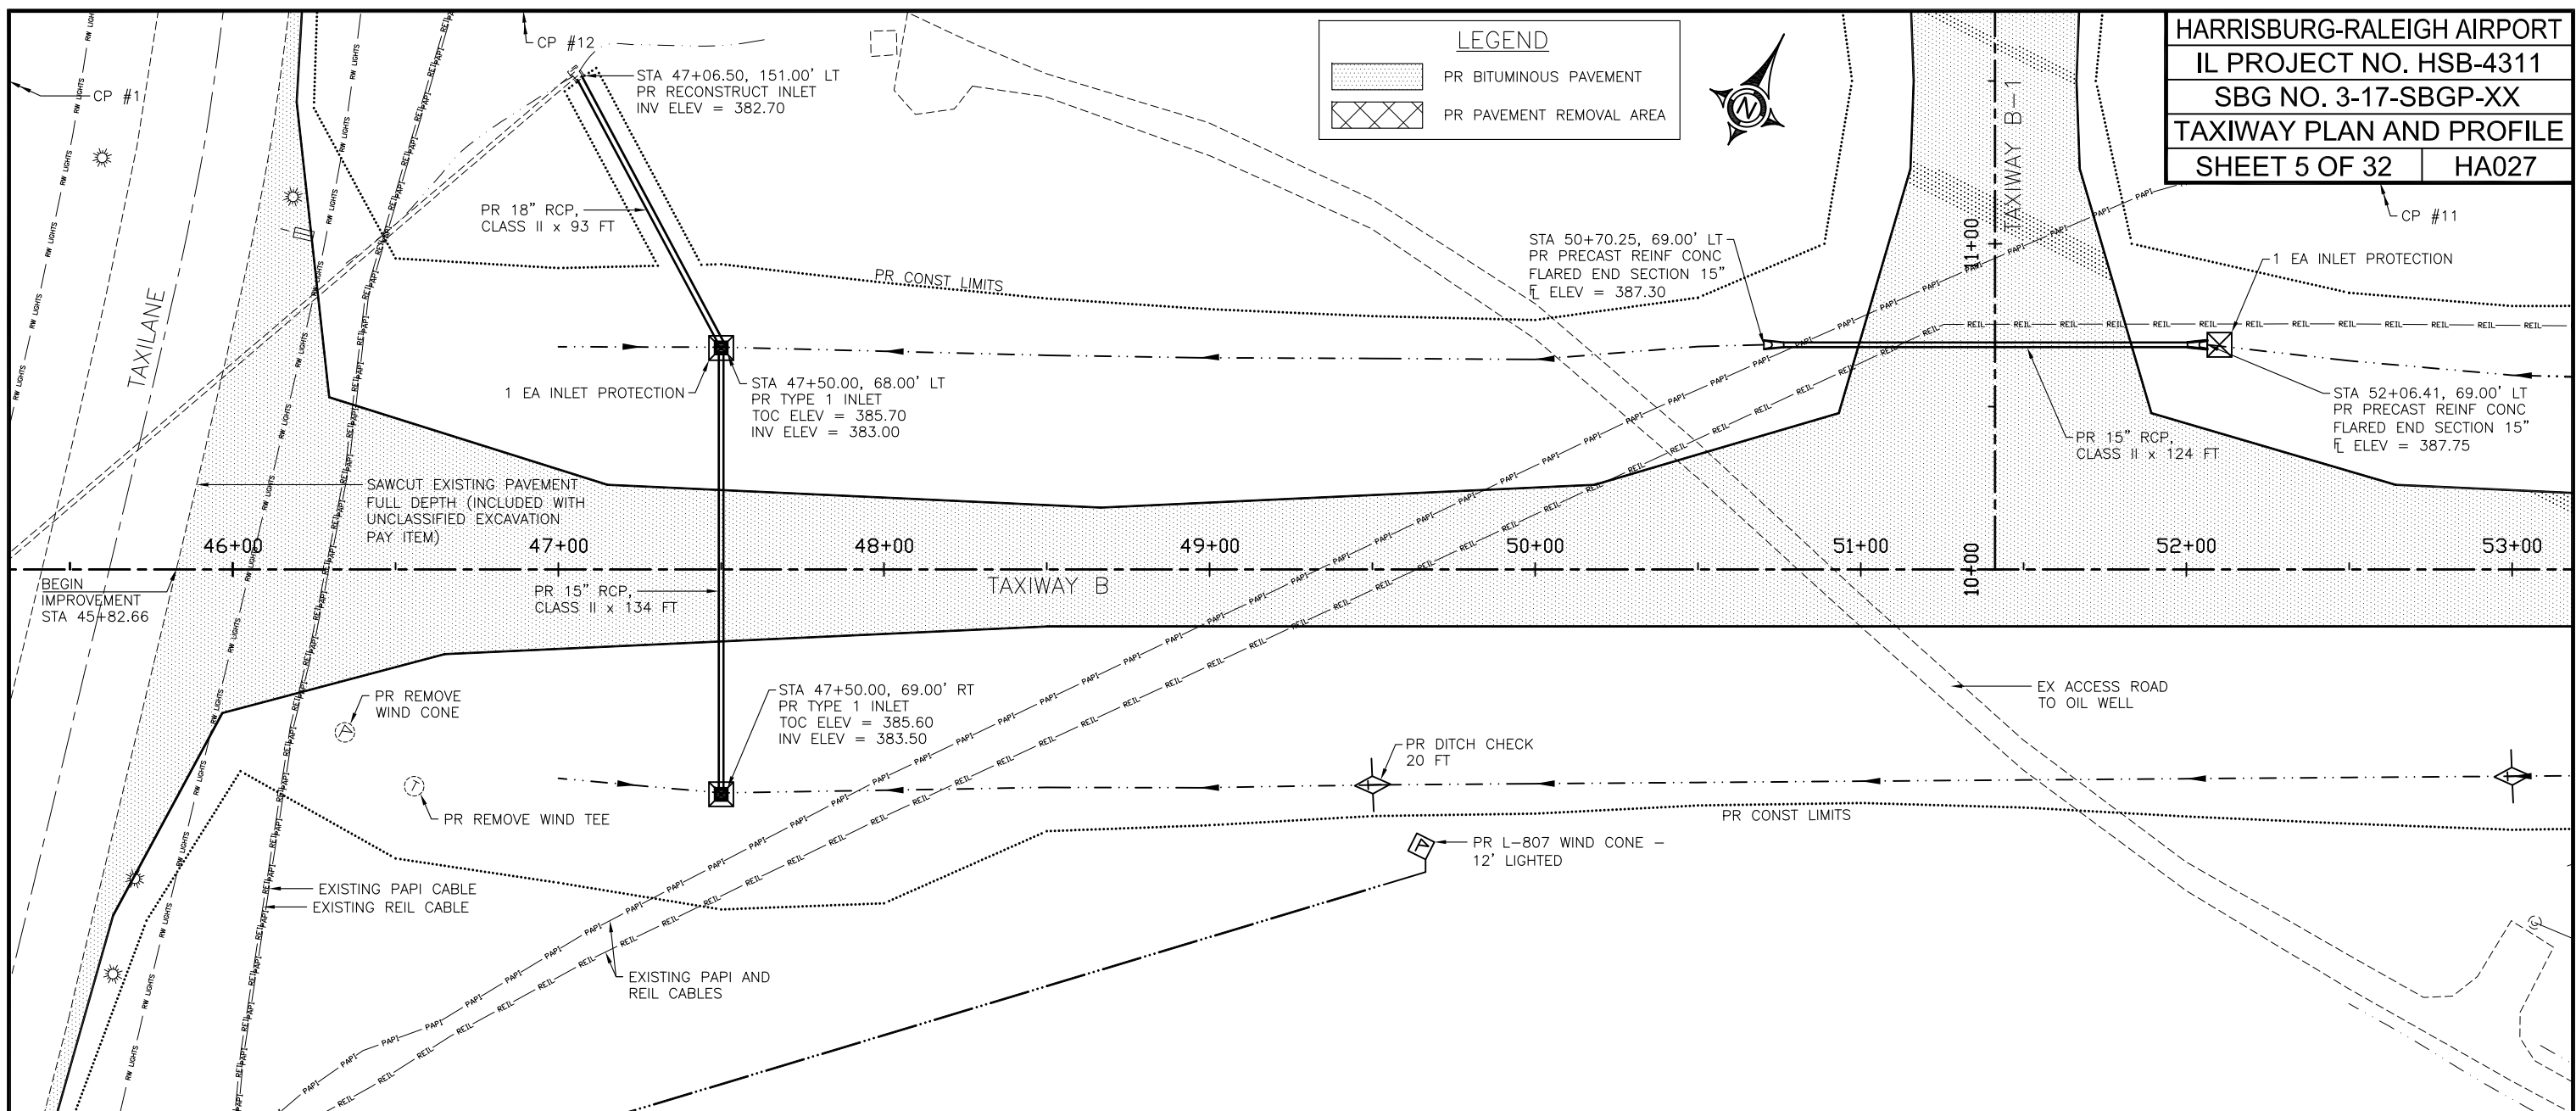 HARRISBURG-RALEIGH AIRPORT
IL PROJECT NO. HSB-4311
SBG NO. 3-17-SBGP-XX
TAXIWAY PLAN AND PROFILE
SHEET 5 OF 32
HA027
LEGEND
PR BITUMINOUS PAVEMENT
PR PAVEMENT REMOVAL AREA
N
CP #1
CP #12
CP #11
STA 47+06.50, 151.00' LT
PR RECONSTRUCT INLET
INV ELEV = 382.70
PR 18" RCP,
CLASS II x 93 FT
PR CONST LIMITS
STA 50+70.25, 69.00' LT
PR PRECAST REINF CONC
FLARED END SECTION 15"
FL ELEV = 387.30
TAXIWAY B-1
11+00
10+00
1 EA INLET PROTECTION
STA 52+06.41, 69.00' LT
PR PRECAST REINF CONC
FLARED END SECTION 15"
FL ELEV = 387.75
PR 15" RCP,
CLASS II x 124 FT
TAXILANE
1 EA INLET PROTECTION
STA 47+50.00, 68.00' LT
PR TYPE 1 INLET
TOC ELEV = 385.70
INV ELEV = 383.00
SAWCUT EXISTING PAVEMENT
FULL DEPTH (INCLUDED WITH
UNCLASSIFIED EXCAVATION
PAY ITEM)
46+00
47+00
48+00
49+00
50+00
51+00
52+00
53+00
BEGIN
IMPROVEMENT
STA 45+82.66
PR 15" RCP,
CLASS II x 134 FT
TAXIWAY B
PR REMOVE
WIND CONE
STA 47+50.00, 69.00' RT
PR TYPE 1 INLET
TOC ELEV = 385.60
INV ELEV = 383.50
EX ACCESS ROAD
TO OIL WELL
PR DITCH CHECK
20 FT
T
PR REMOVE WIND TEE
PR CONST LIMITS
PR L-807 WIND CONE -
12' LIGHTED
EXISTING PAPI CABLE
EXISTING REIL CABLE
EXISTING PAPI AND
REIL CABLES
G
RW LIGHTS
PAPI
REIL